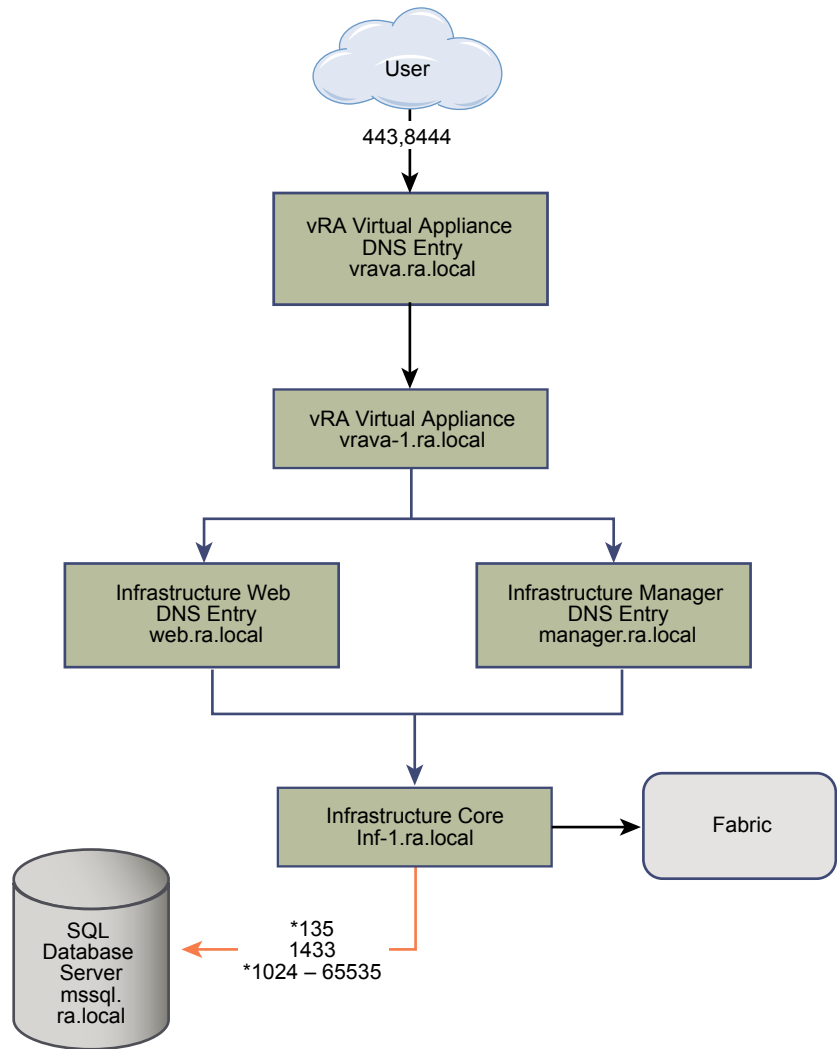 User
443,8444
vRA Virtual Appliance
DNS Entry
vrava.ra.local
vRA Virtual Appliance
vrava-1.ra.local
Infrastructure Web
DNS Entry
web.ra.local
Infrastructure Manager
DNS Entry
manager.ra.local
Infrastructure Core
Inf-1.ra.local
Fabric
*135
1433
*1024 – 65535
SQL
Database
Server
mssql.
ra.local